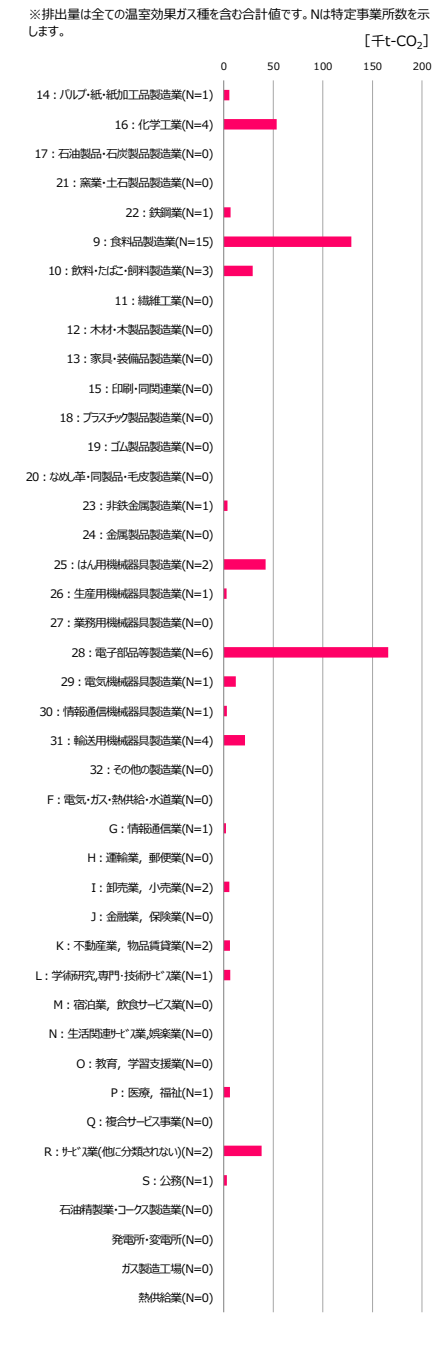 ※排出量は全ての温室効果ガス種を含む合計値です。Nは特定事業所数を示
します。
[千t-CO₂]
0 50 100 150 200
14：パルプ・紙・紙加工品製造業(N=1)
16：化学工業(N=4)
17：石油製品・石炭製品製造業(N=0)
21：窯業・土石製品製造業(N=0)
22：鉄鋼業(N=1)
9：食料品製造業(N=15)
10：飲料・たばこ・飼料製造業(N=3)
11：繊維工業(N=0)
12：木材・木製品製造業(N=0)
13：家具・装備品製造業(N=0)
15：印刷・同関連業(N=0)
18：プラスチック製品製造業(N=0)
19：ゴム製品製造業(N=0)
20：なめし革・同製品・毛皮製造業(N=0)
23：非鉄金属製造業(N=1)
24：金属製品製造業(N=0)
25：はん用機械器具製造業(N=2)
26：生産用機械器具製造業(N=1)
27：業務用機械器具製造業(N=0)
28：電子部品等製造業(N=6)
29：電気機械器具製造業(N=1)
30：情報通信機械器具製造業(N=1)
31：輸送用機械器具製造業(N=4)
32：その他の製造業(N=0)
F：電気・ガス・熱供給・水道業(N=0)
G：情報通信業(N=1)
H：運輸業，郵便業(N=0)
I：卸売業，小売業(N=2)
J：金融業，保険業(N=0)
K：不動産業，物品賃貸業(N=2)
L：学術研究,専門・技術ｻｰﾋﾞｽ業(N=1)
M：宿泊業，飲食サービス業(N=0)
N：生活関連ｻｰﾋﾞｽ業,娯楽業(N=0)
O：教育，学習支援業(N=0)
P：医療，福祉(N=1)
Q：複合サービス事業(N=0)
R：ｻｰﾋﾞｽ業(他に分類されない)(N=2)
S：公務(N=1)
石油精製業・コークス製造業(N=0)
発電所・変電所(N=0)
ガス製造工場(N=0)
熱供給業(N=0)